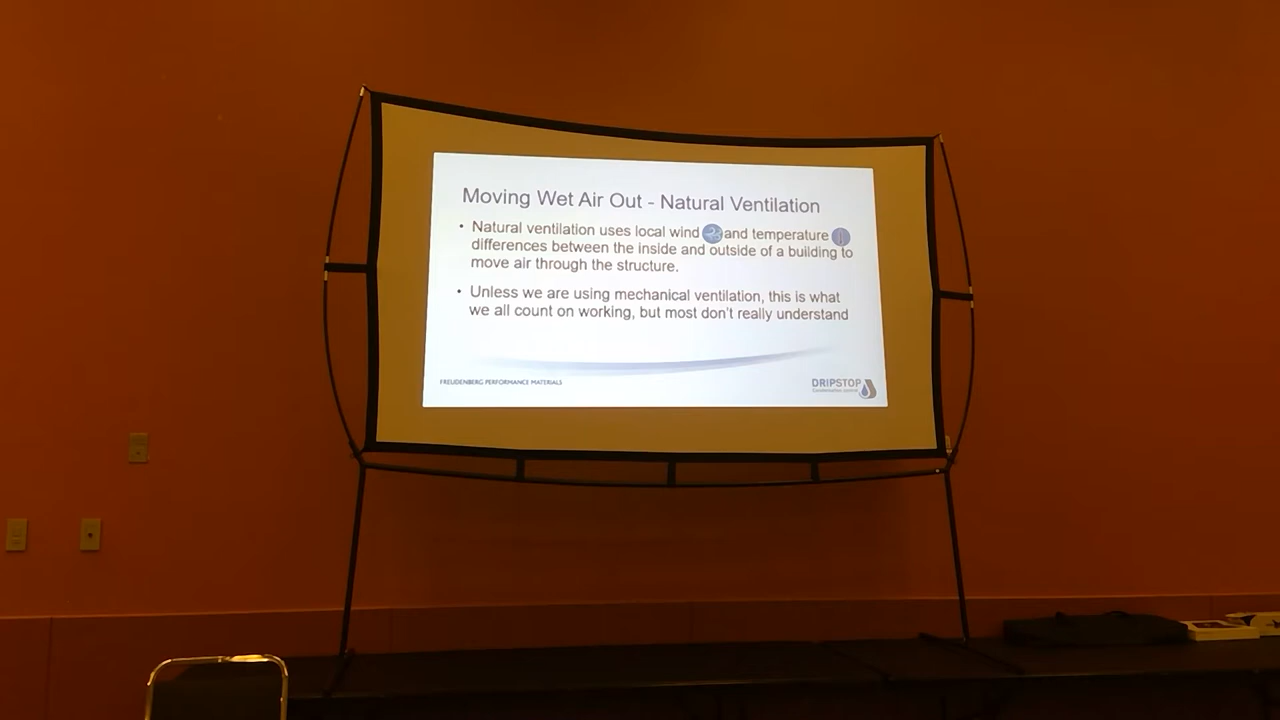 Moving Wet Air Out - Natural Ventilation
• Natural ventilation uses local wind and temperature
differences between the inside and outside of a building to
move air through the structure.
• Unless we are using mechanical ventilation, this is what
we all count on working, but most don't really understand
FREUDENBERG PERFORMANCE MATERIALS
DRIPSTOP
Condensation control